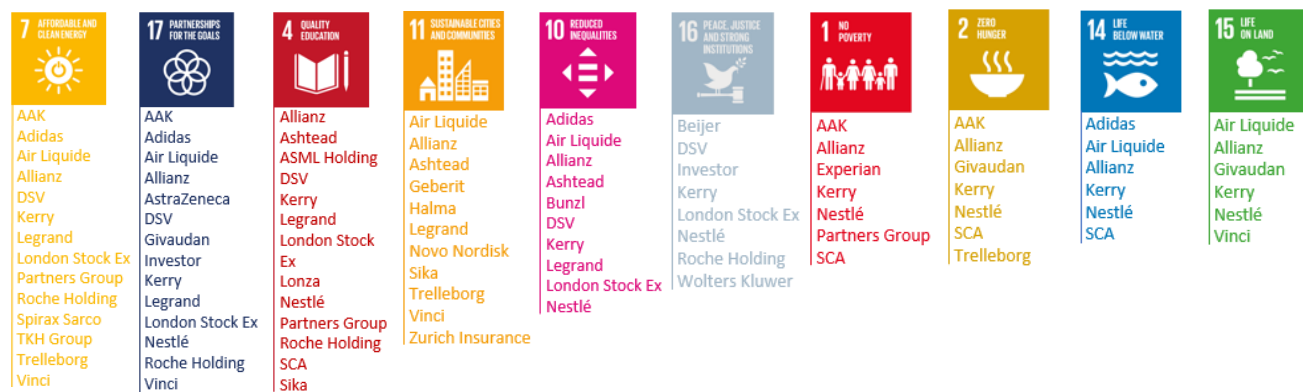 7 AFFORDABLE AND
CLEAN ENERGY
AAK
Adidas
Air Liquide
Allianz
DSV
Kerry
Legrand
London Stock Ex
Partners Group
Roche Holding
Spirax Sarco
TKH Group
Trelleborg
Vinci
17 PARTNERSHIPS
FOR THE GOALS
AAK
Adidas
Air Liquide
Allianz
AstraZeneca
DSV
Givaudan
Investor
Kerry
Legrand
London Stock Ex
Nestlé
Roche Holding
Vinci
4 QUALITY
EDUCATION
Allianz
Ashtead
ASML Holding
DSV
Kerry
Legrand
London Stock
Ex
Lonza
Nestlé
Partners Group
Roche Holding
SCA
Sika
11 SUSTAINABLE CITIES
AND COMMUNITIES
Air Liquide
Allianz
Ashtead
Geberit
Halma
Legrand
Novo Nordisk
Sika
Trelleborg
Vinci
Zurich Insurance
10 REDUCED
INEQUALITIES
Adidas
Air Liquide
Allianz
Ashtead
Bunzl
DSV
Kerry
Legrand
London Stock Ex
Nestlé
16 PEACE, JUSTICE
AND STRONG
INSTITUTIONS
Beijer
DSV
Investor
Kerry
London Stock Ex
Nestlé
Roche Holding
Wolters Kluwer
1 NO
POVERTY
AAK
Allianz
Experian
Kerry
Nestlé
Partners Group
SCA
2 ZERO
HUNGER
AAK
Allianz
Givaudan
Kerry
Nestlé
SCA
Trelleborg
14 LIFE
BELOW WATER
Adidas
Air Liquide
Allianz
Kerry
Nestlé
SCA
15 LIFE
ON LAND
Air Liquide
Allianz
Givaudan
Kerry
Nestlé
Vinci